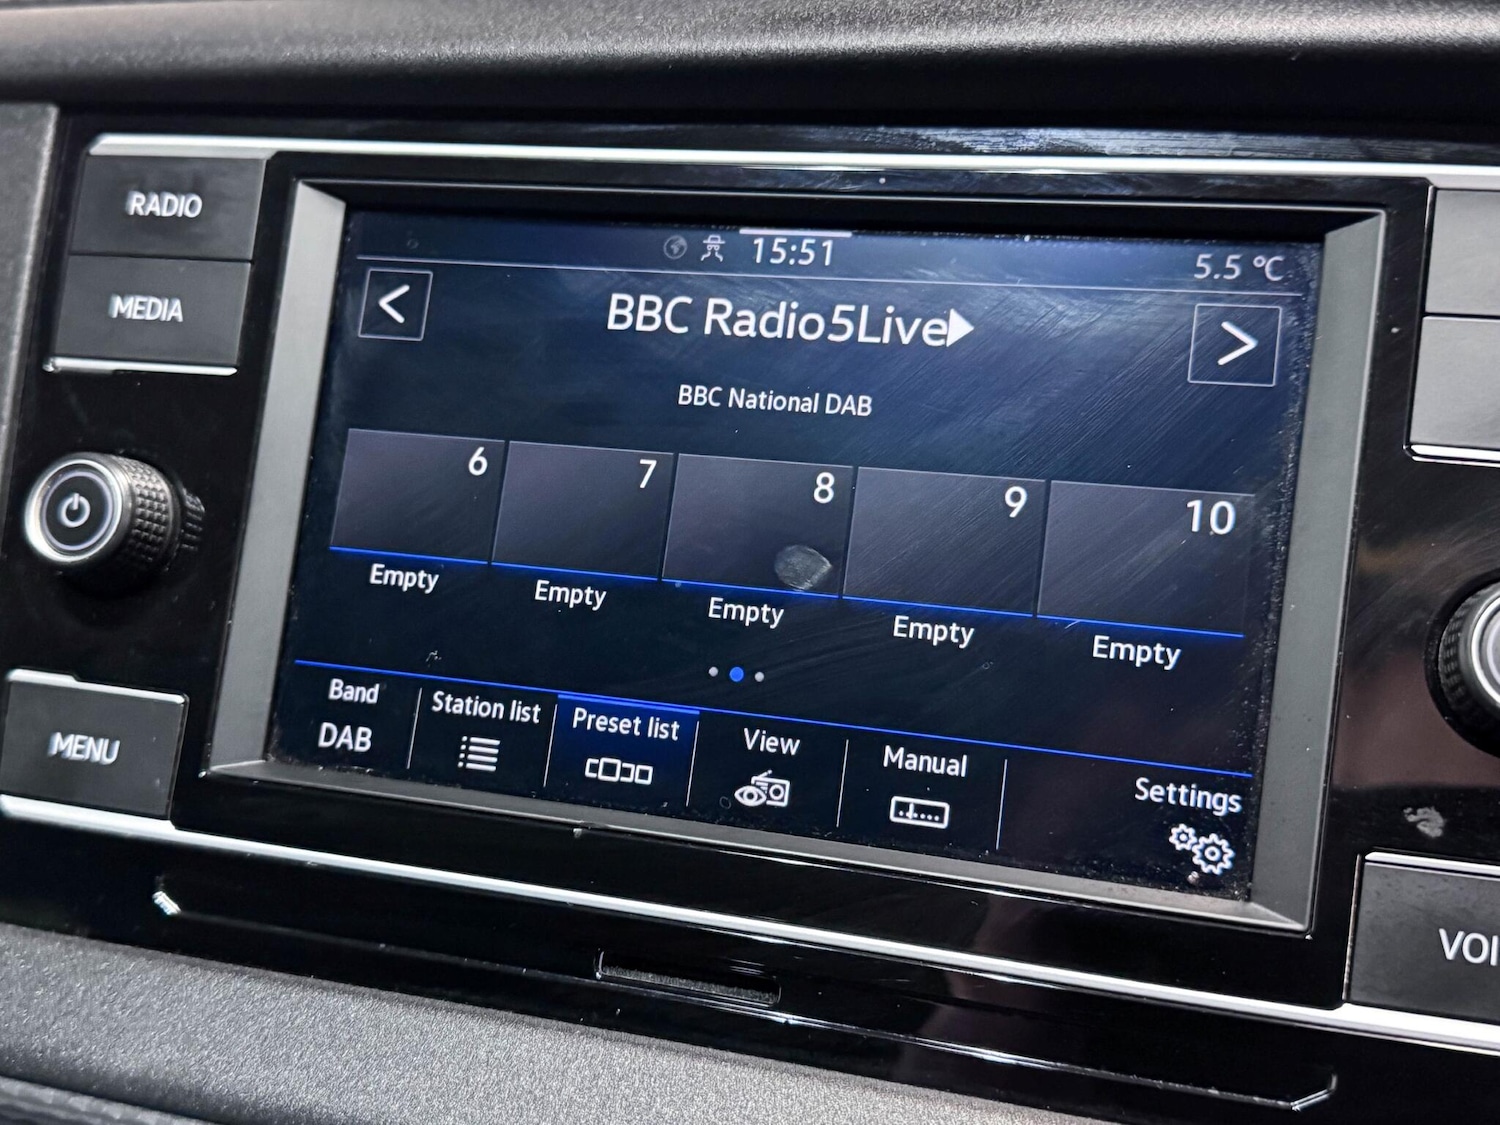 RADIO
MEDIA
MENU
15:51
5.5 °C
<
BBC Radio5Live
>
BBC National DAB
6
7
8
9
10
Empty
Empty
Empty
Empty
Empty
Band
DAB
Station list
Preset list
View
Manual
Settings